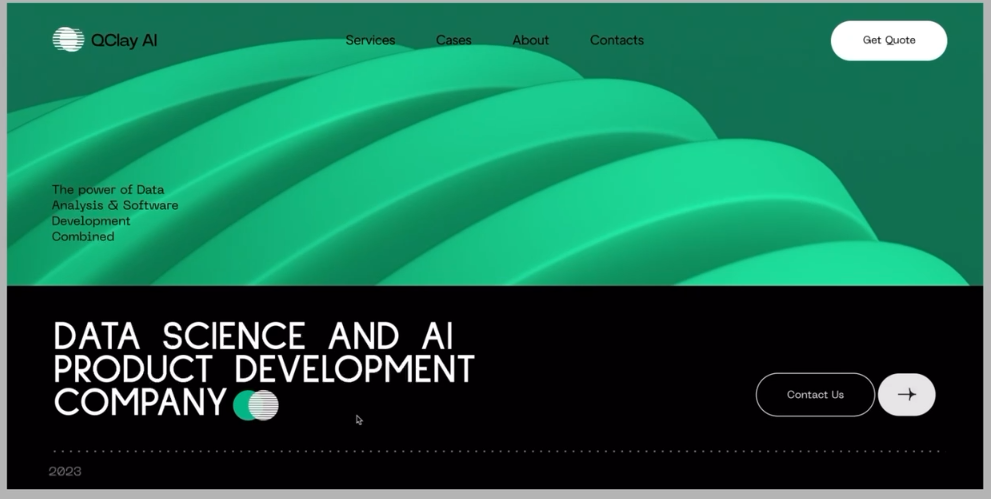 QClay AI
Services
Cases
About
Contacts
Get Quote
The power of Data
Analysis & Software
Development
Combined
DATA SCIENCE AND AI
PRODUCT DEVELOPMENT
COMPANY
Contact Us
2023